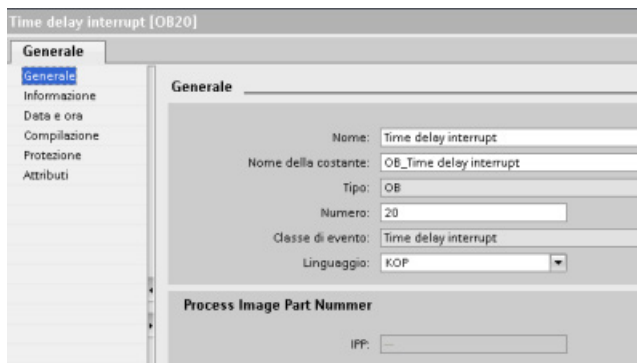 Time delay interrupt [OB20]
Generale
Generale
Informazione
Data e ora
Compilazione
Protezione
Attributi
Generale
Nome: Time delay interrupt
Nome della costante: OB_Time delay interrupt
Tipo: OB
Numero: 20
Classe di evento: Time delay interrupt
Linguaggio: KOP
Process Image Part Nummer
IPP: ---